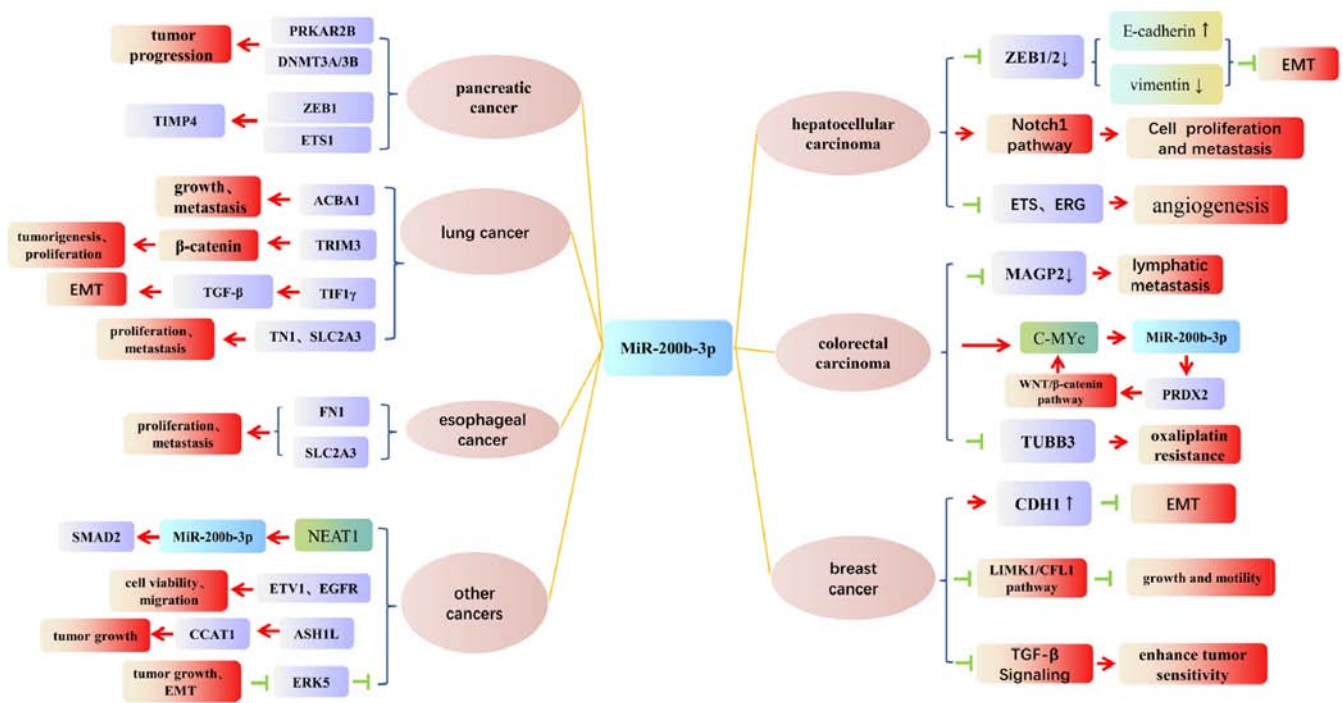 PRKAR2B
tumor
progression
DNMT3A/3B
pancreatic
cancer
ZEB1
TIMP4
ETS1
growth、
metastasis
ACBA1
lung cancer
tumorigenesis、
proliferation
β-catenin
TRIM3
EMT
TGF-β
TIF1γ
proliferation、
metastasis
TN1、SLC2A3
FN1
proliferation、
metastasis
SLC2A3
esophageal
cancer
SMAD2
MiR-200b-3p
NEAT1
cell viability、
migration
ETV1、EGFR
other
cancers
tumor growth
CCAT1
ASH1L
tumor growth、
EMT
ERK5
MiR-200b-3p
hepatocellular
carcinoma
ZEB1/2↓
E-cadherin ↑
vimentin ↓
EMT
Notch1
pathway
Cell proliferation
and metastasis
ETS、ERG
angiogenesis
colorectal
carcinoma
MAGP2↓
lymphatic
metastasis
C-MYc
MiR-200b-3p
WNT/β-catenin
pathway
PRDX2
TUBB3
oxaliplatin
resistance
breast
cancer
CDH1 ↑
EMT
LIMK1/CFL1
pathway
growth and motility
TGF-β
Signaling
enhance tumor
sensitivity